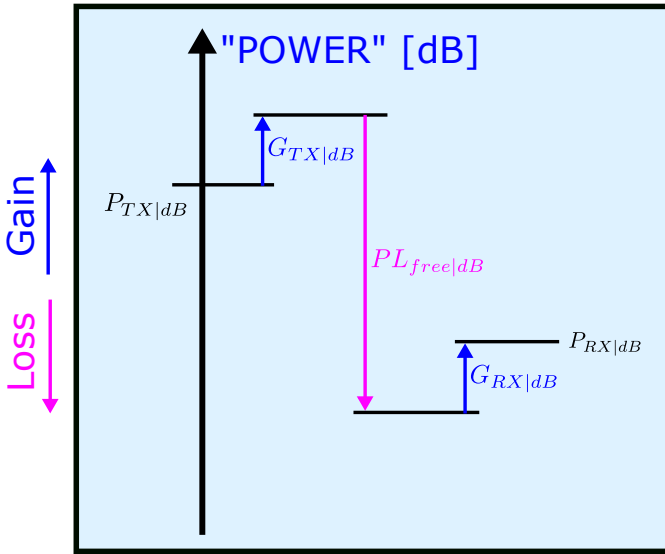 "POWER" [dB]
G_{TX|dB}
P_{TX|dB}
Gain
PL_{free|dB}
Loss
P_{RX|dB}
G_{RX|dB}